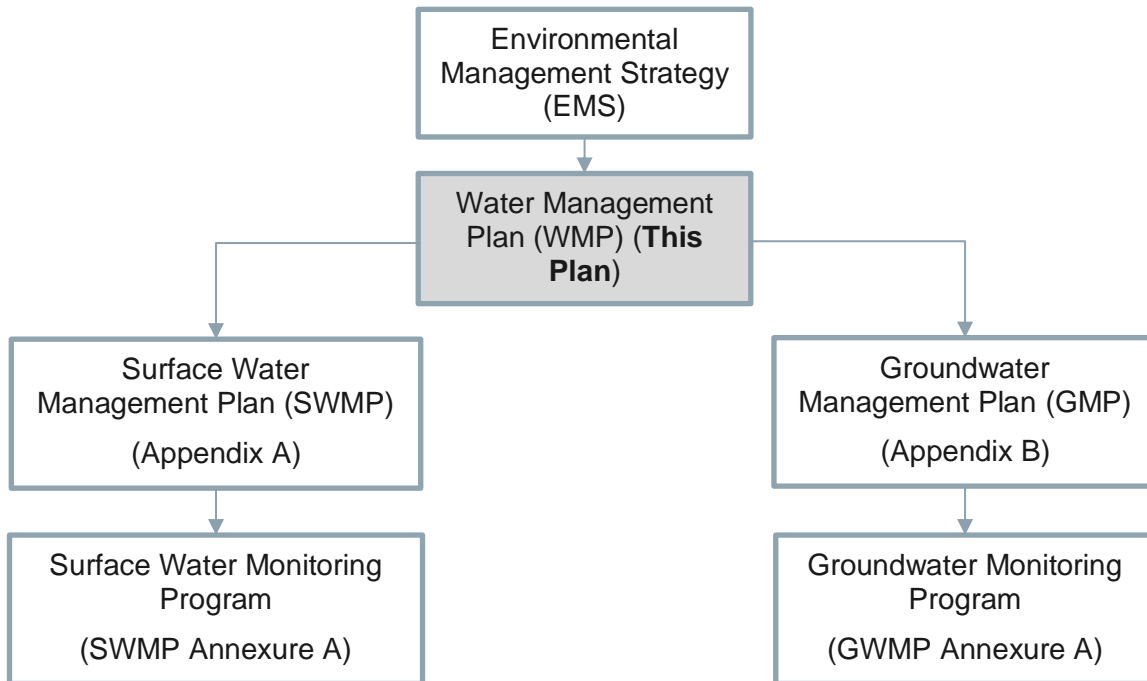 Environmental
Management Strategy
(EMS)
Water Management
Plan (WMP) (This
Plan)
Surface Water
Management Plan (SWMP)
(Appendix A)
Groundwater
Management Plan (GMP)
(Appendix B)
Surface Water Monitoring
Program
(SWMP Annexure A)
Groundwater Monitoring
Program
(GWMP Annexure A)